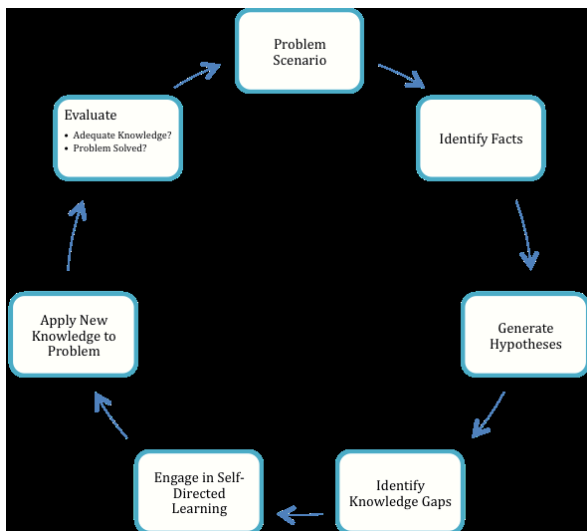 Problem
Scenario
Identify Facts
Generate
Hypotheses
Identify
Knowledge Gaps
Engage in Self-
Directed
Learning
Apply New
Knowledge to
Problem
Evaluate
• Adequate Knowledge?
• Problem Solved?